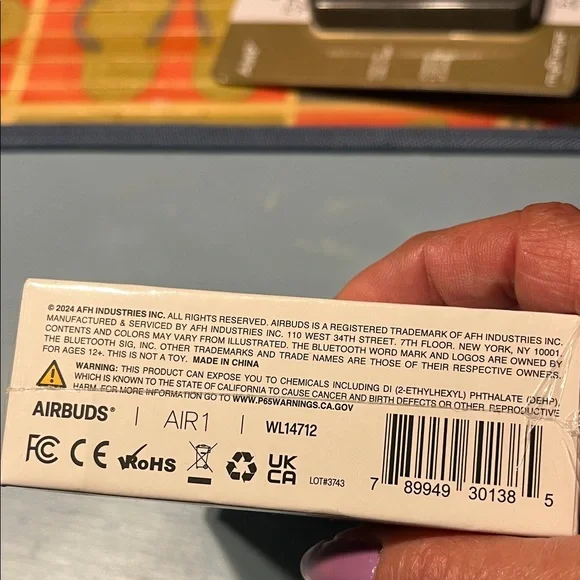 © 2024 AFH INDUSTRIES INC. ALL RIGHTS RESERVED. AIRBUDS IS A REGISTERED TRADEMARK OF AFH INDUSTRIES INC.
MANUFACTURED & SERVICED BY AFH INDUSTRIES INC. 110 WEST 34TH STREET. 7TH FLOOR. NEW YORK, NY 10001.
CONTENTS AND COLORS MAY VARY FROM ILLUSTRATED. THE BLUETOOTH WORD MARK AND LOGOS ARE OWNED BY
THE BLUETOOTH SIG, INC. OTHER TRADEMARKS AND TRADE NAMES ARE THOSE OF THEIR RESPECTIVE OWNERS.
FOR AGES 12+. THIS IS NOT A TOY. MADE IN CHINA
WARNING: THIS PRODUCT CAN EXPOSE YOU TO CHEMICALS INCLUDING DI (2-ETHYLHEXYL) PHTHALATE (DEHP),
WHICH IS KNOWN TO THE STATE OF CALIFORNIA TO CAUSE CANCER AND BIRTH DEFECTS OR OTHER REPRODUCTIVE
HARM. FOR MORE INFORMATION GO TO WWW.P65WARNINGS.CA.GOV
AIRBUDS® | AIR1 | WL14712
FC CE RoHS UK CA LOT#3743
7 89949 30138 5